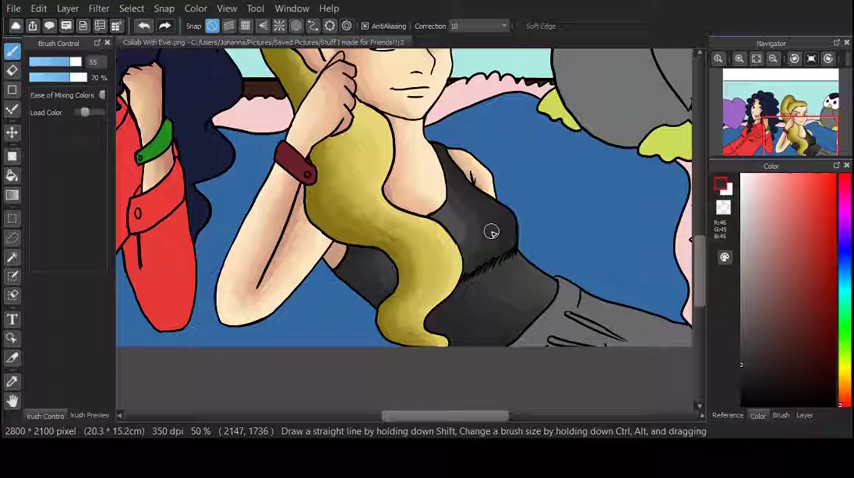 File Edit Layer Filter Select Snap Color View Tool Window Help
Snap AntiAliasing Correction 10 Soft Edge
Brush Control
Collab With Evie.png - C:/Users/Johanna/Pictures/Saved Pictures/Stuff I made for Friends!!;3
Navigator
55
70 %
Ease of Mixing Colors
Load Color
Color
R:46
G:45
B:45
Brush Preview
Reference Color Brush Layer
2800 * 2100 pixel (20.3 * 15.2cm) 350 dpi 50 % ( 2147, 1736 ) Draw a straight line by holding down Shift, Change a brush size by holding down Ctrl, Alt, and dragging